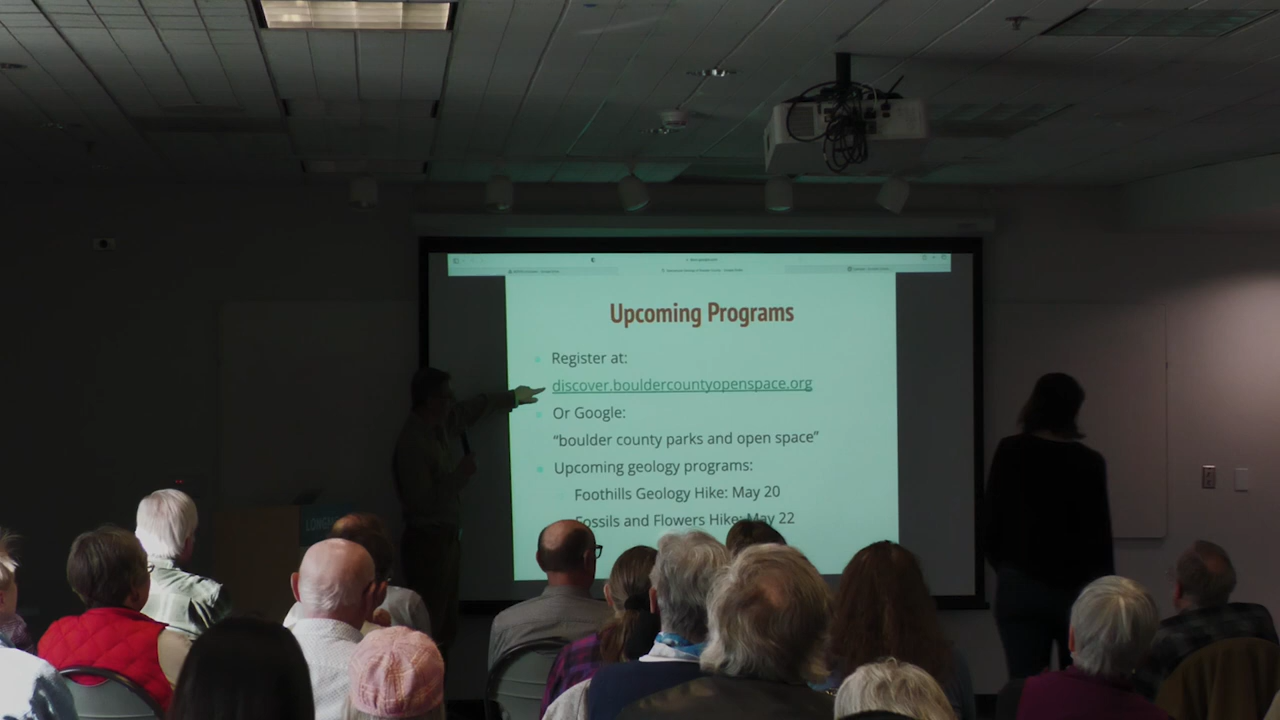 Upcoming Programs
Register at:
discover.bouldercountyopenspace.org
Or Google:
“boulder county parks and open space”
Upcoming geology programs:
Foothills Geology Hike: May 20
Fossils and Flowers Hike: May 22